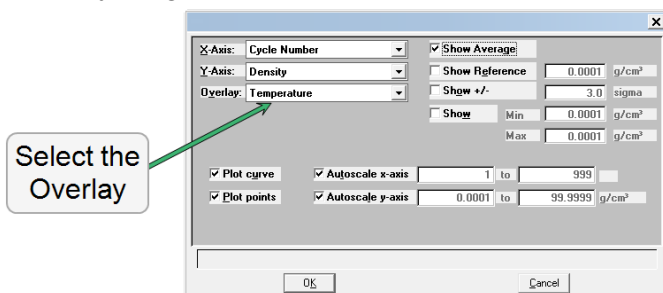 X-Axis: Cycle Number Show Average
Y-Axis: Density Show Reference 0.0001 g/cm³
Overlay: Temperature Show +/- 3.0 sigma
Show Min 0.0001 g/cm³
Max 0.0001 g/cm³
Select the
Overlay
Plot curve Autoscale x-axis 1 to 999
Plot points Autoscale y-axis 0.0001 to 99.9999 g/cm³
OK Cancel